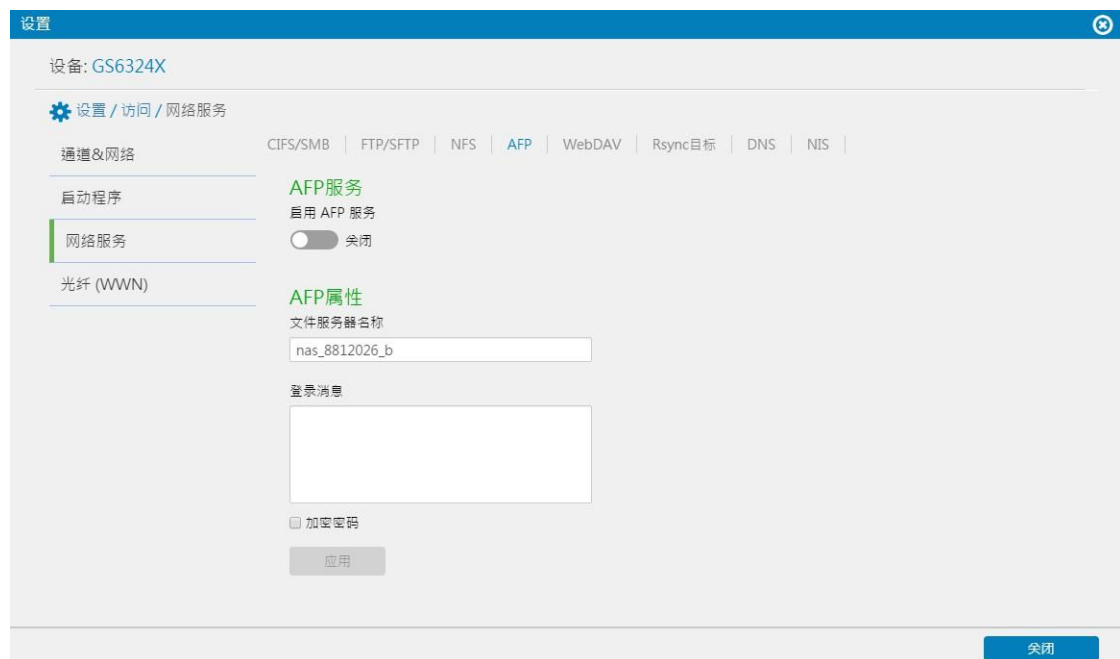 设置
设备: GS6324X
设置 / 访问 / 网络服务
通道&网络
启动程序
网络服务
光纤 (WWN)
CIFS/SMB | FTP/SFTP | NFS | AFP | WebDAV | Rsync目标 | DNS | NIS |
AFP服务
启用 AFP 服务
关闭
AFP属性
文件服务器名称
nas_8812026_b
登录消息
加密密码
应用
关闭